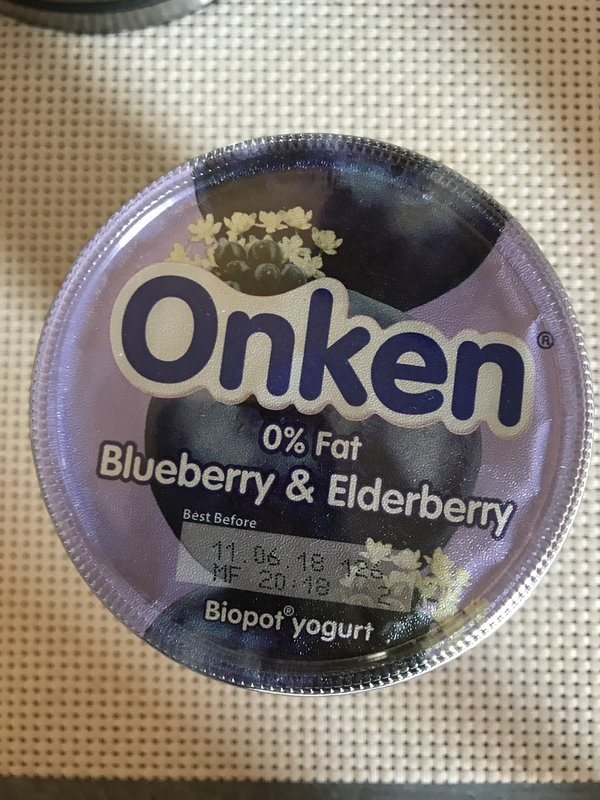 Onken®
0% Fat
Blueberry & Elderberry
Best Before
11.06.18 126
MF 20:18 2
Biopot® yogurt